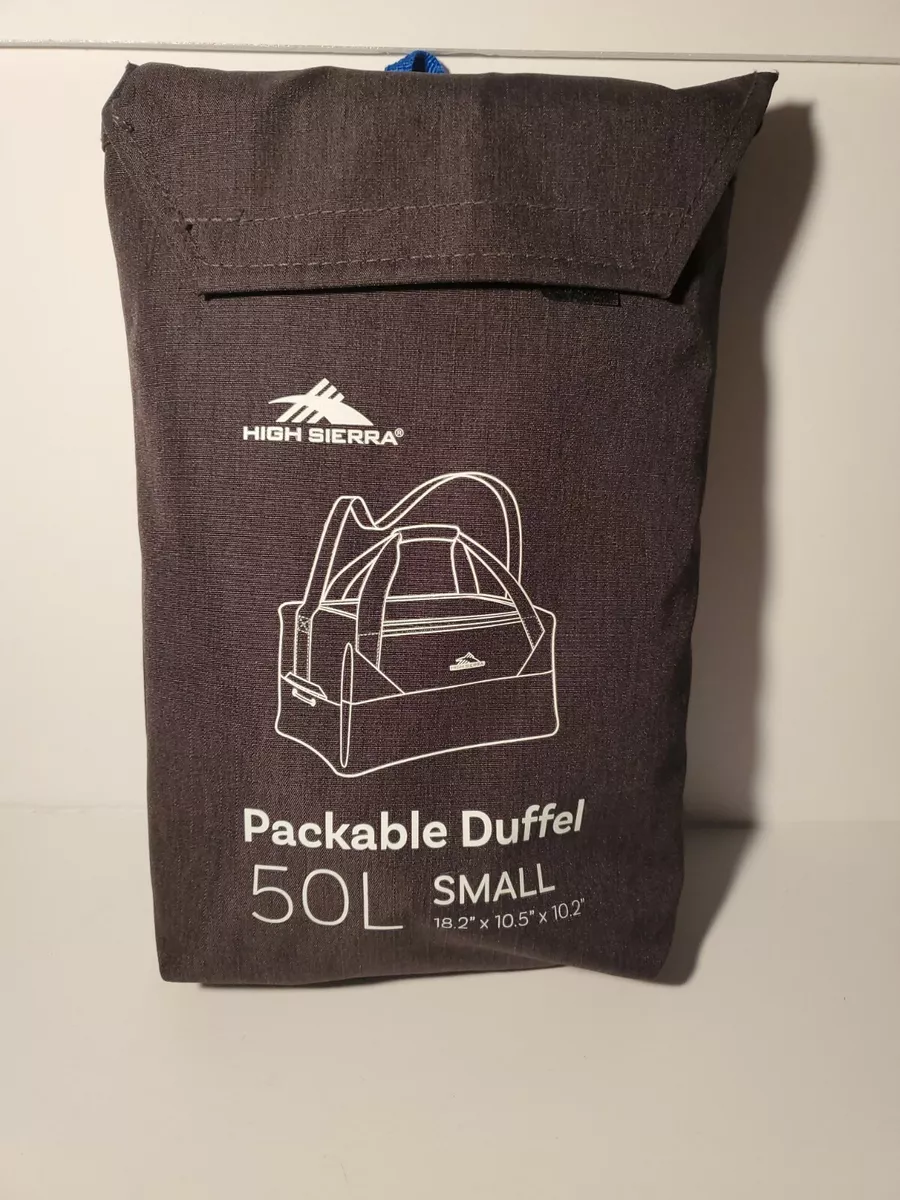 HIGH SIERRA®
Packable Duffel
50L SMALL
18.2" x 10.5" x 10.2"